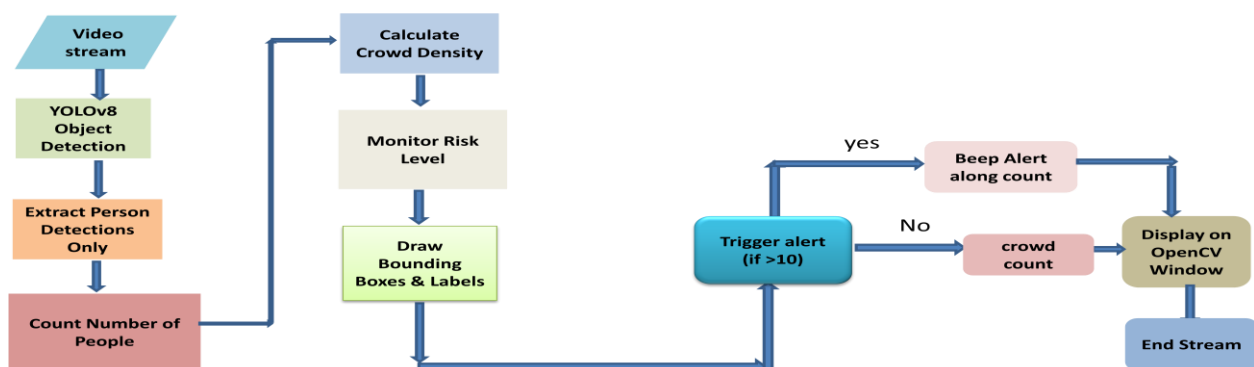 Video
stream
YOLOv8
Object
Detection
Extract Person
Detections
Only
Count Number of
People
Calculate
Crowd Density
Monitor Risk
Level
Draw
Bounding
Boxes & Labels
Trigger alert
(if >10)
yes
Beep Alert
along count
No
crowd
count
Display on
OpenCV
Window
End Stream